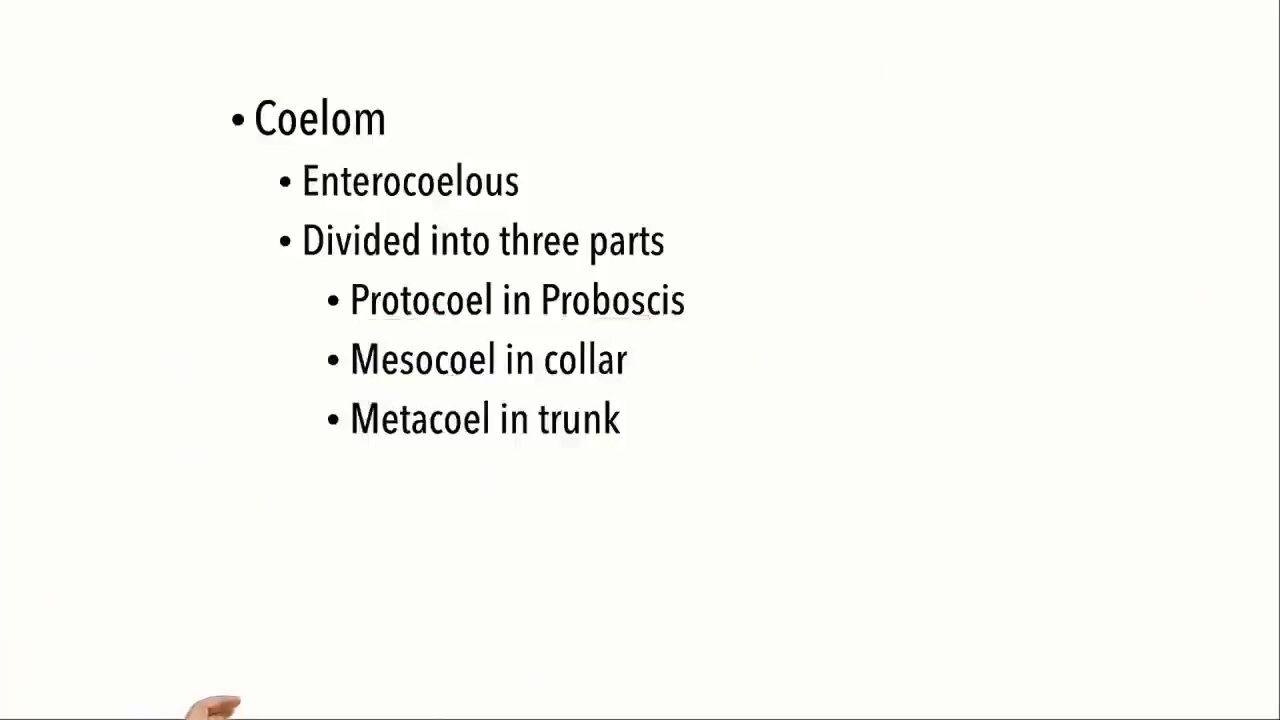 • Coelom
• Enterocoelous
• Divided into three parts
• Protocoel in Proboscis
• Mesocoel in collar
• Metacoel in trunk